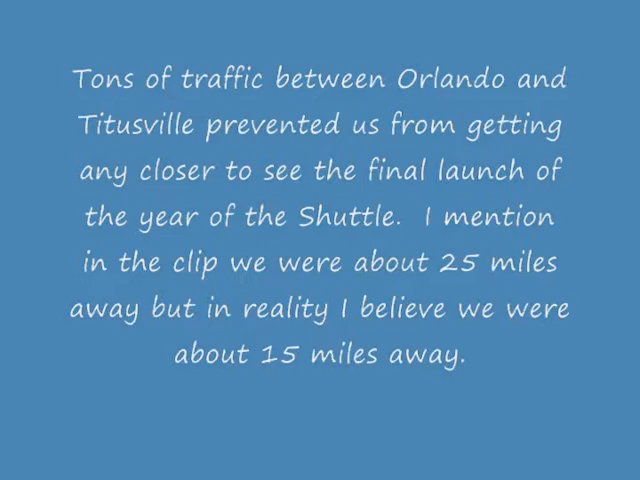 Tons of traffic between Orlando and
Titusville prevented us from getting
any closer to see the final launch of
the year of the Shuttle.  I mention
in the clip we were about 25 miles
away but in reality I believe we were
about 15 miles away.